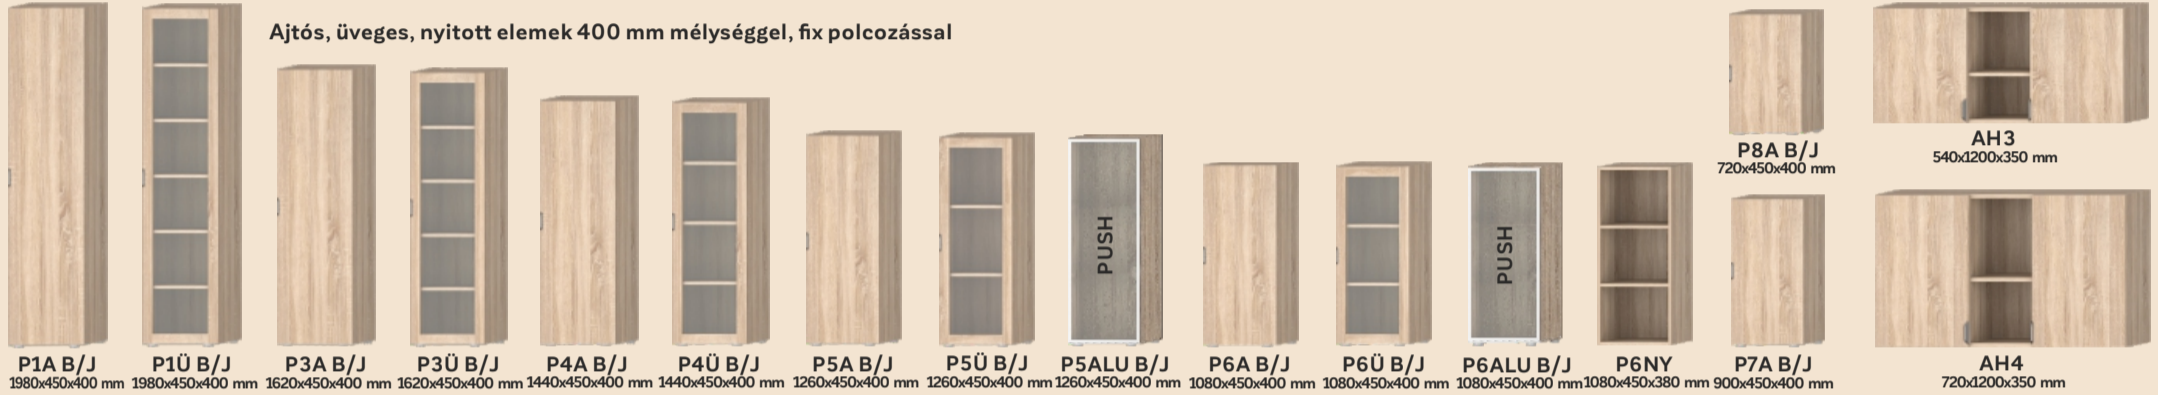 Ajtós, üveges, nyitott elemek 400 mm mélységgel, fix polcozással
P1A B/J
1980x450x400 mm
P1Ü B/J
1980x450x400 mm
P3A B/J
1620x450x400 mm
P3Ü B/J
1620x450x400 mm
P4A B/J
1440x450x400 mm
P4Ü B/J
1440x450x400 mm
P5A B/J
1260x450x400 mm
P5Ü B/J
1260x450x400 mm
PUSH
P5ALU B/J
1260x450x400 mm
P6A B/J
1080x450x400 mm
P6Ü B/J
1080x450x400 mm
PUSH
P6ALU B/J
1080x450x400 mm
P6NY
1080x450x380 mm
P8A B/J
720x450x400 mm
P7A B/J
900x450x400 mm
AH3
540x1200x350 mm
AH4
720x1200x350 mm